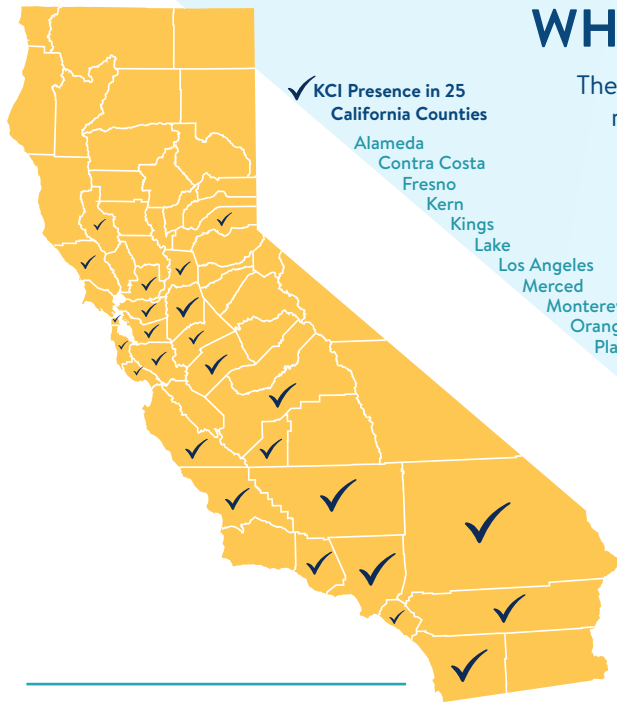 WH
The
KCI Presence in 25
California Counties
Alameda
Contra Costa
Fresno
Kern
Kings
Lake
Los Angeles
Merced
Monterey
Orang
Pla